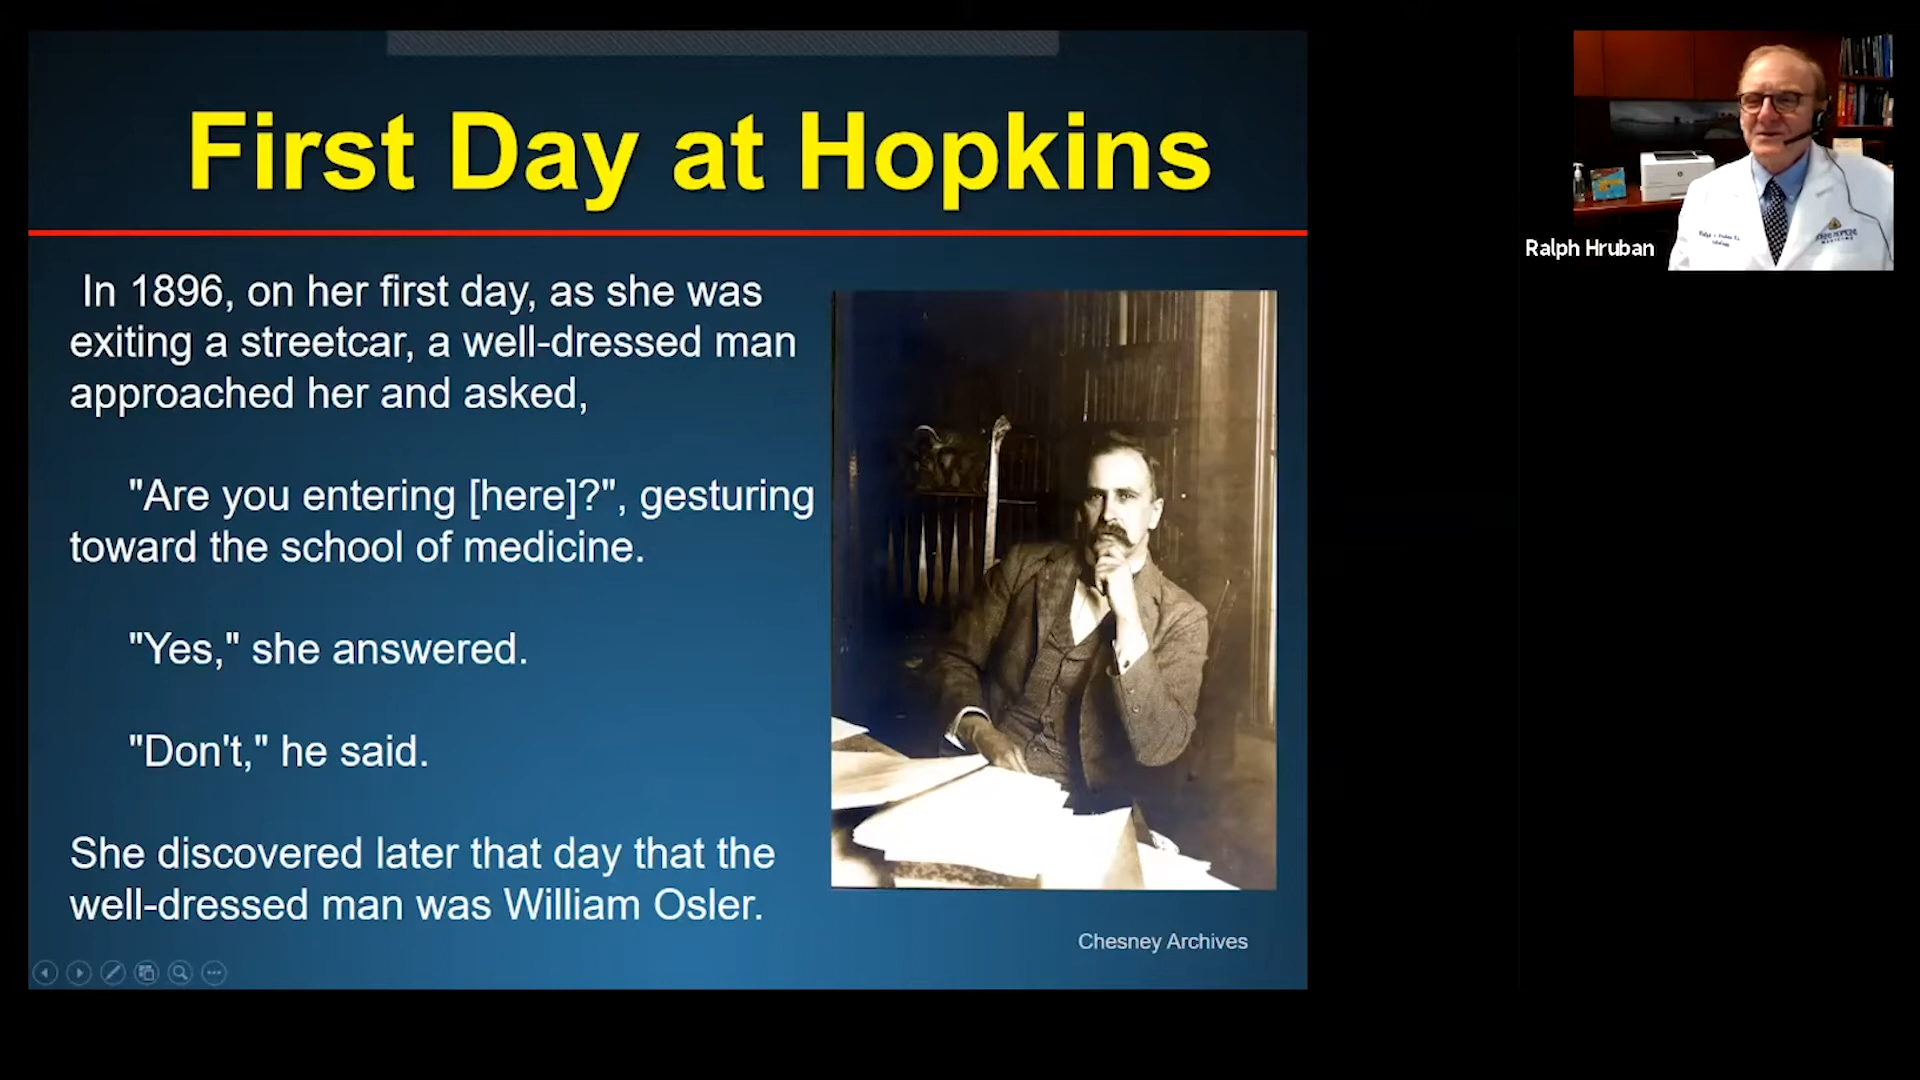 First Day at Hopkins
In 1896, on her first day, as she was
exiting a streetcar, a well-dressed man
approached her and asked,
"Are you entering [here]?", gesturing
toward the school of medicine.
"Yes," she answered.
"Don't," he said.
She discovered later that day that the
well-dressed man was William Osler.
Chesney Archives
Ralph Hruban